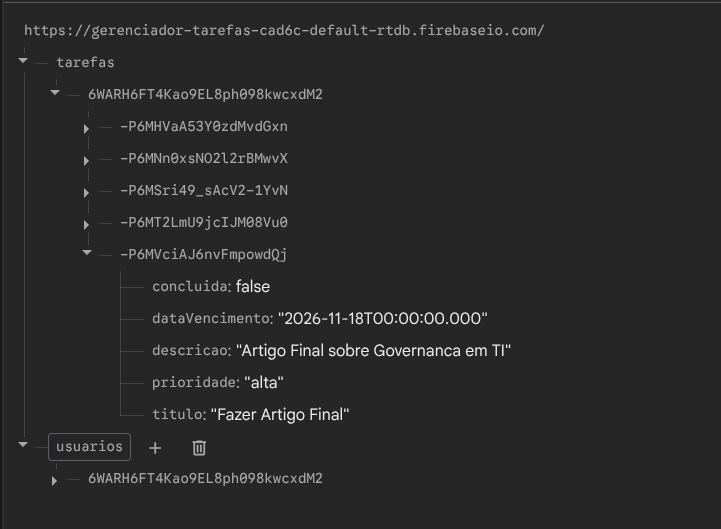 https://gerenciador-tarefas-cad6c-default-rtdb.firebaseio.com/
tarefas
6WARH6FT4Kao9EL8ph098kwcxdM2
-P6MHVaA53Y0zdMvdGxn
-P6MNn0xsNO2l2rBMwvX
-P6MSri49_sAcV2-1YvN
-P6MT2LmU9jcIJM08Vu0
-P6MVciAJ6nvFmpowdQj
concluida: false
dataVencimento: "2026-11-18T00:00:00.000"
descricao: "Artigo Final sobre Governanca em TI"
prioridade: "alta"
titulo: "Fazer Artigo Final"
usuarios
6WARH6FT4Kao9EL8ph098kwcxdM2